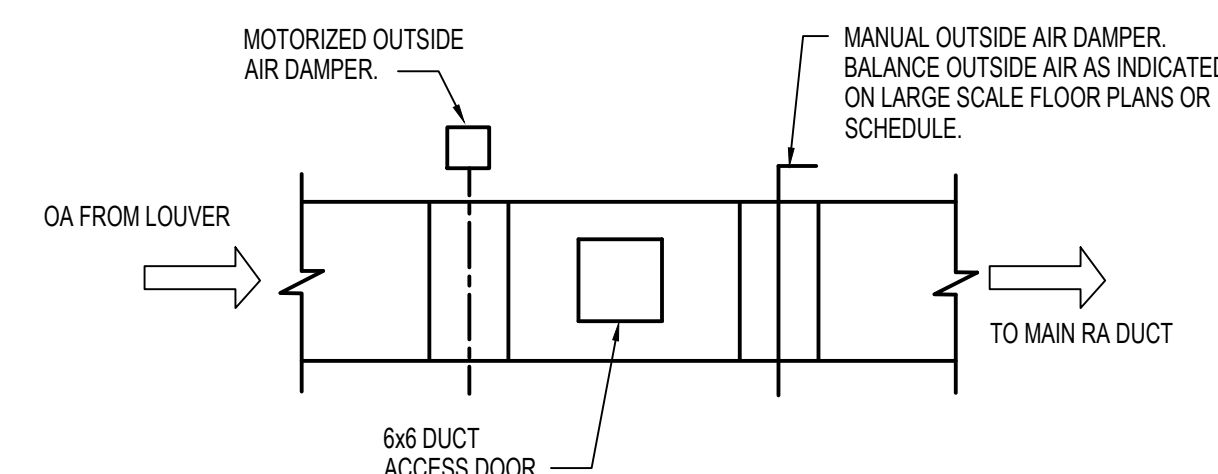 MOTORIZED OUTSIDE
AIR DAMPER.
MANUAL OUTSIDE AIR DAMPER.
BALANCE OUTSIDE AIR AS INDICATED
ON LARGE SCALE FLOOR PLANS OR
SCHEDULE.
OA FROM LOUVER
TO MAIN RA DUCT
6x6 DUCT
ACCESS DOOR